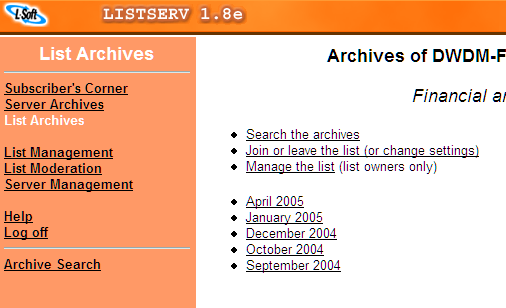 L-Soft
LISTSERV 1.8e
List Archives
Subscriber's Corner
Server Archives
List Archives
List Management
List Moderation
Server Management
Help
Log off
Archive Search
Archives of DWDM-F
Financial an
Search the archives
Join or leave the list (or change settings)
Manage the list (list owners only)
April 2005
January 2005
December 2004
October 2004
September 2004